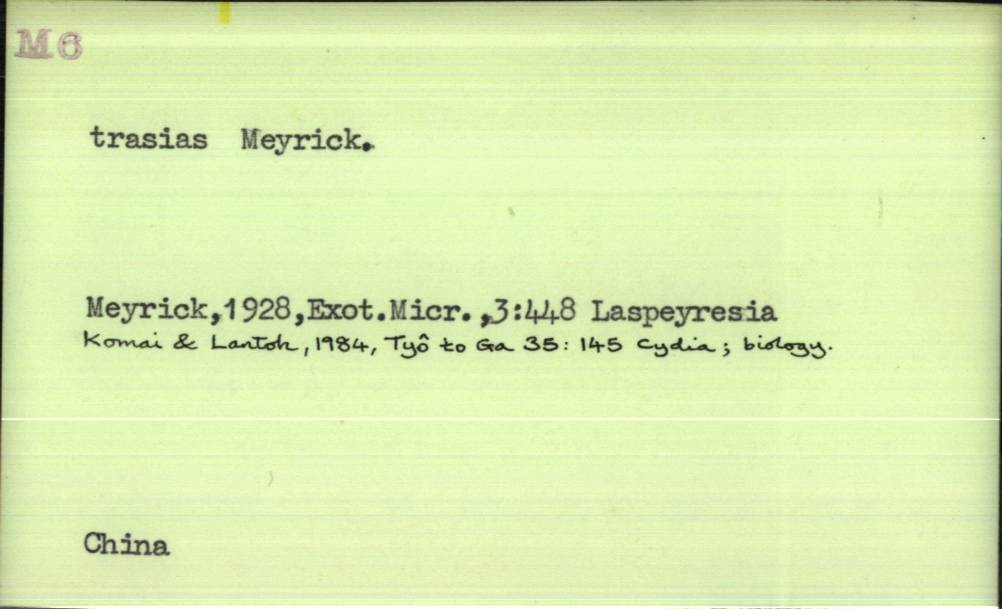 M6
trasias Meyrick.
Meyrick,1928,Exot.Micr.,3:448 Laspeyresia
Komai & Lantoh, 1984, Tyô to Ga 35: 145 Cydia; biology.
China